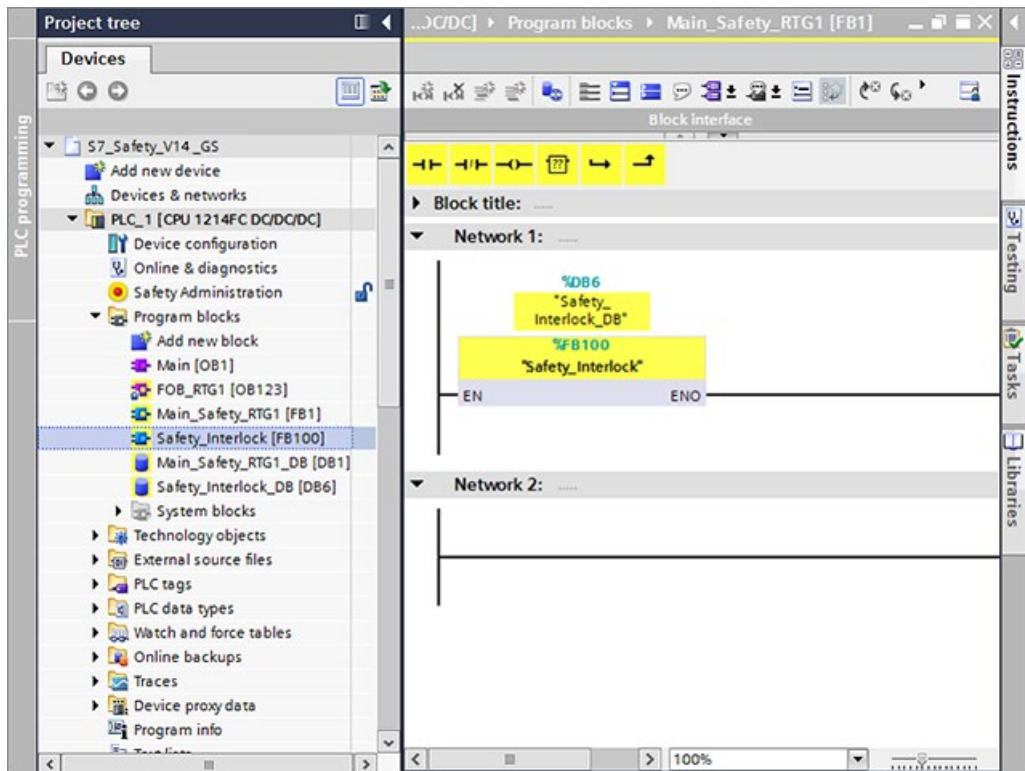 Project tree
Devices
S7_Safety_V14_GS
Add new device
Devices & networks
PLC_1 [CPU 1214FC DC/DC/DC]
Device configuration
Online & diagnostics
Safety Administration
Program blocks
Add new block
Main [OB1]
FOB_RTG1 [OB123]
Main_Safety_RTG1 [FB1]
Safety_Interlock [FB100]
Main_Safety_RTG1_DB [DB1]
Safety_Interlock_DB [DB6]
System blocks
Technology objects
External source files
PLC tags
PLC data types
Watch and force tables
Online backups
Traces
Device proxy data
Program info
PLC programming
...DC/DC] ▸ Program blocks ▸ Main_Safety_RTG1 [FB1]
Block interface
??
Block title: .....
Network 1: .....
%DB6
"Safety_
Interlock_DB"
%FB100
"Safety_Interlock"
EN ENO
Network 2: .....
100%
Instructions
Testing
Tasks
Libraries